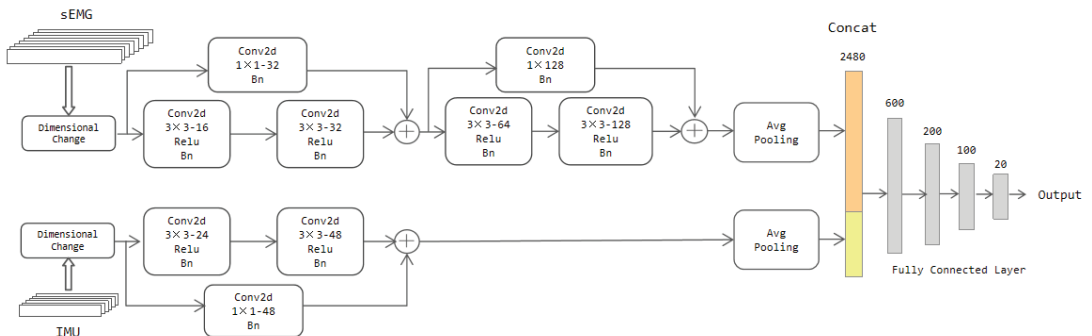 sEMG
Dimensional
Change
Conv2d
1×1-32
Bn
Conv2d
3×3-16
Relu
Bn
Conv2d
3×3-32
Relu
Bn
Conv2d
1×128
Bn
Conv2d
3×3-64
Relu
Bn
Conv2d
3×3-128
Relu
Bn
Avg
Pooling
Concat
2480
600
200
100
20
Output
Fully Connected Layer
Dimensional
Change
Conv2d
3×3-24
Relu
Bn
Conv2d
3×3-48
Relu
Bn
Conv2d
1×1-48
Bn
Avg
Pooling
IMU